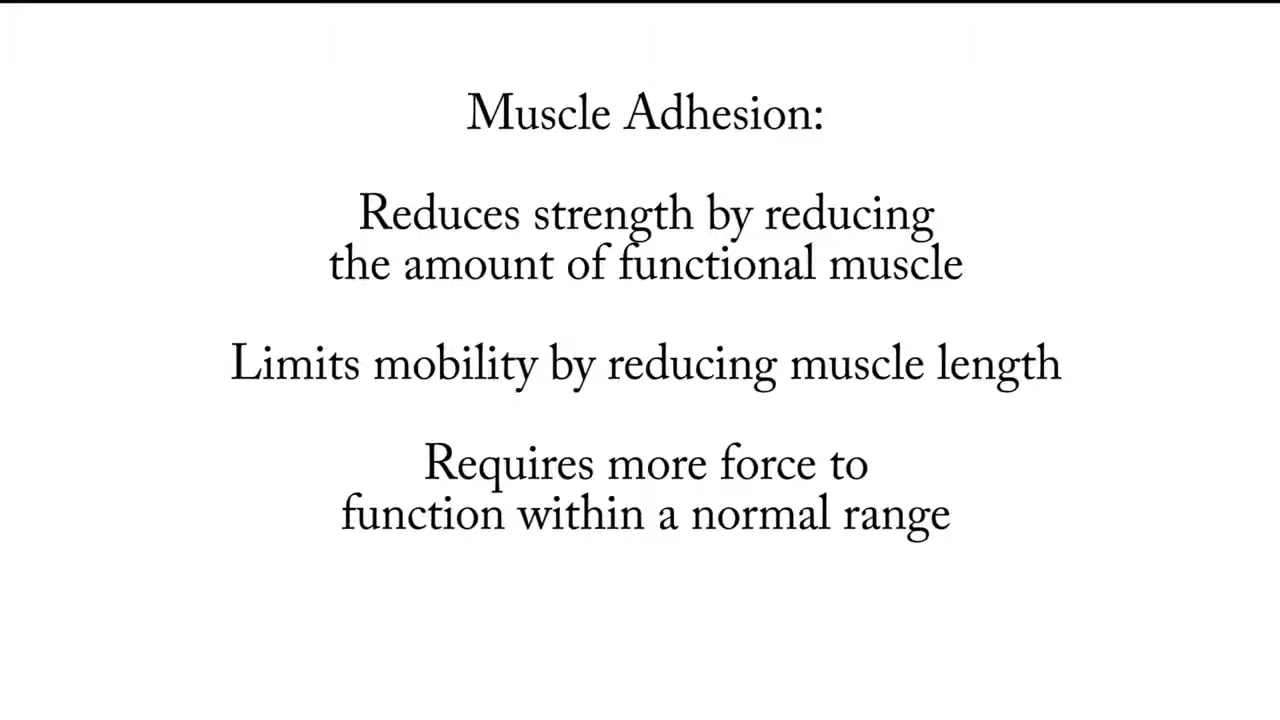 Muscle Adhesion:
Reduces strength by reducing
the amount of functional muscle
Limits mobility by reducing muscle length
Requires more force to
function within a normal range